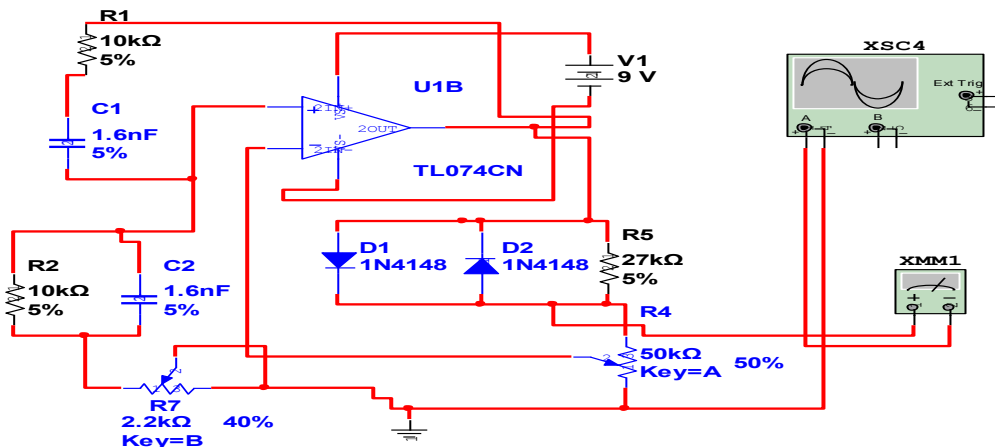 R1
10kΩ
5%
C1
1.6nF
5%
R2
10kΩ
5%
C2
1.6nF
5%
R7
2.2kΩ 40%
Key=B
U1B
2OUT
TL074CN
V1
9 V
D1
1N4148
D2
1N4148
R5
27kΩ
5%
R4
50kΩ 50%
Key=A
XSC4
Ext Trig
A
B
XMM1